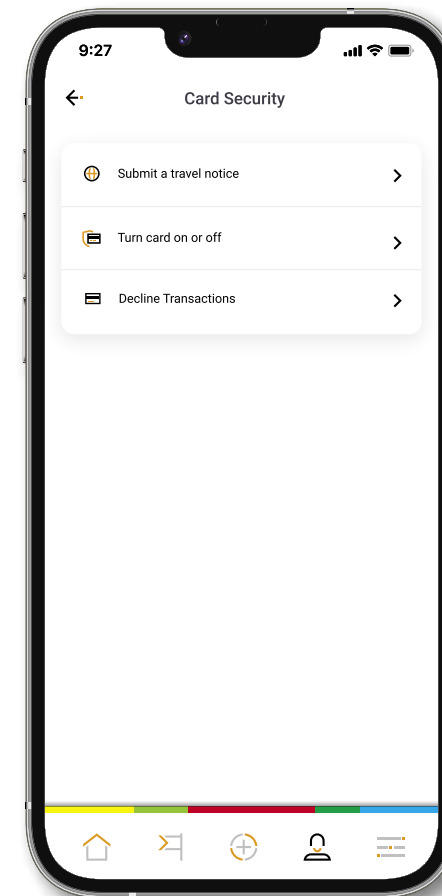 9:27
Card Security
Submit a travel notice
Turn card on or off
Decline Transactions